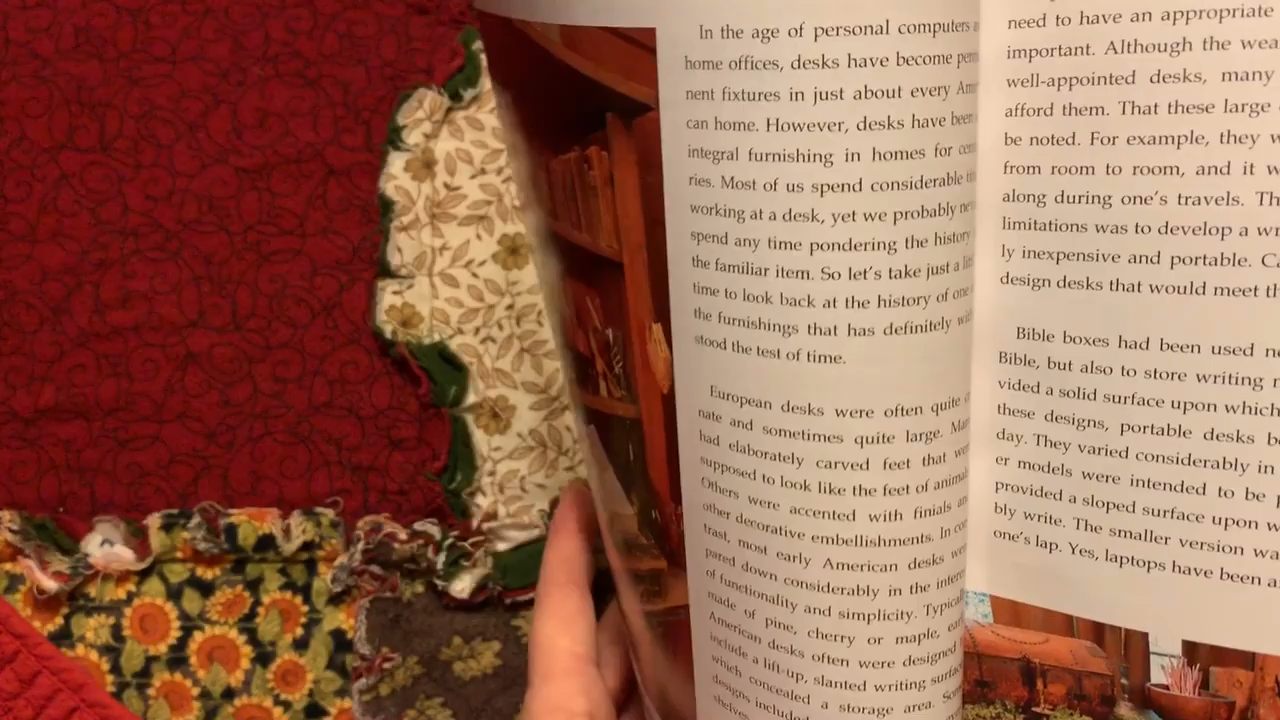 In the age of personal computers
home offices, desks have become
nent fixtures in just about every
can home. However, desks have been
integral furnishing in homes for
ries. Most of us spend considerable
working at a desk, yet we probably
spend any time pondering the history
the familiar item. So let's take just a
time to look back at the history of one
the furnishings that has definitely
stood the test of time.
European desks were often quite
nate and sometimes quite large.
had elaborately carved feet that
supposed to look like the feet of
Others were accented with finials
other decorative embellishments. In
trast, most early American desks
pared down considerably in the
of functionality and simplicity.
made of pine, cherry or maple,
American desks often were designed
include a lift-up, slanted writing
which concealed a storage area.
designs included
shelves
need to have an appropriate
important. Although the
well-appointed desks, many
afford them. That these large
be noted. For example, they
from room to room, and it
along during one's travels.
limitations was to develop a
ly inexpensive and portable.
design desks that would meet
Bible boxes had been used
Bible, but also to store writing
vided a solid surface upon which
these designs, portable desks
day. They varied considerably in
er models were intended to be
provided a sloped surface upon
bly write. The smaller version
one's lap. Yes, laptops have been